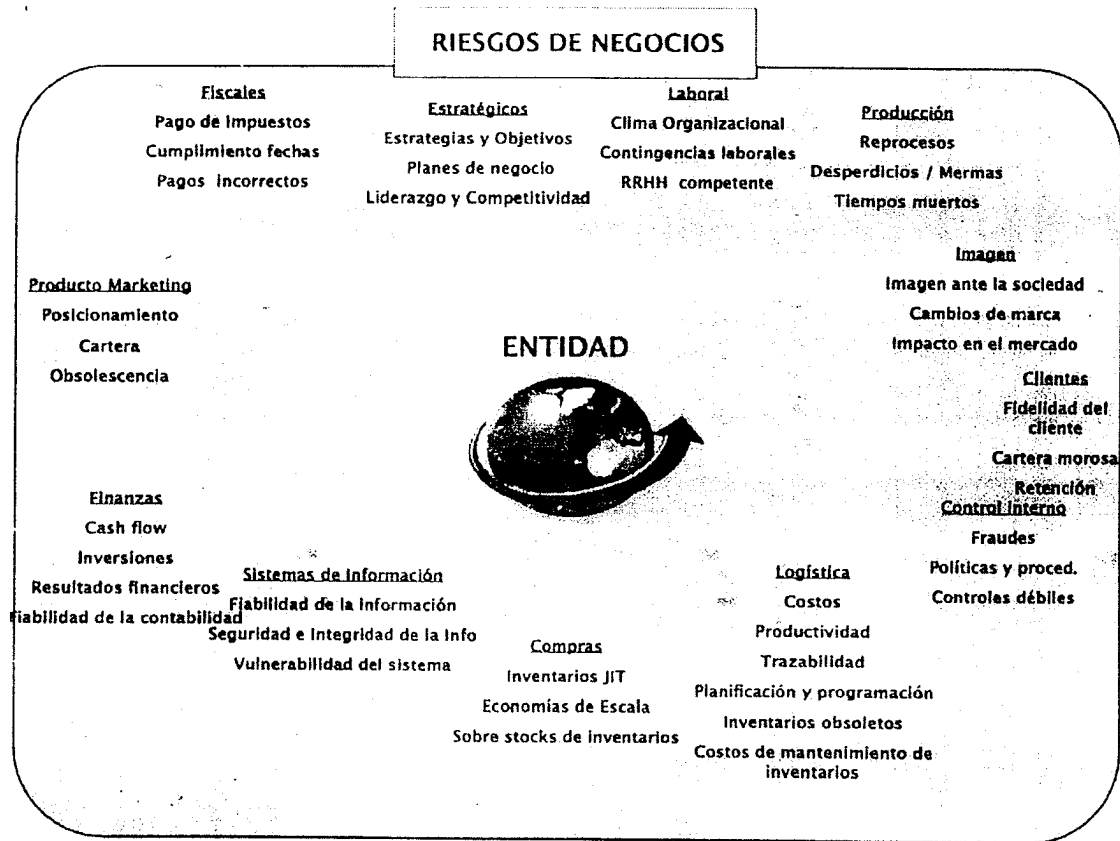 RIESGOS DE NEGOCIOS
Fiscales
Pago de Impuestos
Cumplimiento fechas
Pagos incorrectos
Estratégicos
Estrategias y Objetivos
Planes de negocio
Liderazgo y Competitividad
Laboral
Clima Organizacional
Contingencias laborales
RRHH competente
Producción
Reprocesos
Desperdicios / Mermas
Tiempos muertos
Producto Marketing
Posicionamiento
Cartera
Obsolescencia
ENTIDAD
Imagen
Imagen ante la sociedad
Cambios de marca
Impacto en el mercado
Clientes
Fidelidad del
cliente
Cartera morosa
Retención
Control interno
Fraudes
Políticas y proced.
Controles débiles
Finanzas
Cash flow
Inversiones
Resultados financieros
Fiabilidad de la contabilidad
Sistemas de información
Fiabilidad de la información
Seguridad e Integridad de la Info
Vulnerabilidad del sistema
Compras
Inventarios JIT
Economías de Escala
Sobre stocks de inventarios
Logística
Costos
Productividad
Trazabilidad
Planificación y programación
Inventarios obsoletos
Costos de mantenimiento de
inventarios